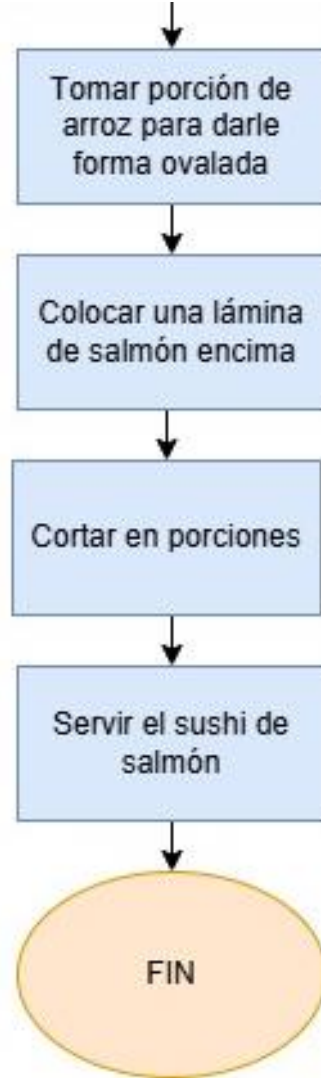 Tomar porción de
arroz para darle
forma ovalada
Colocar una lámina
de salmón encima
Cortar en porciones
Servir el sushi de
salmón
FIN